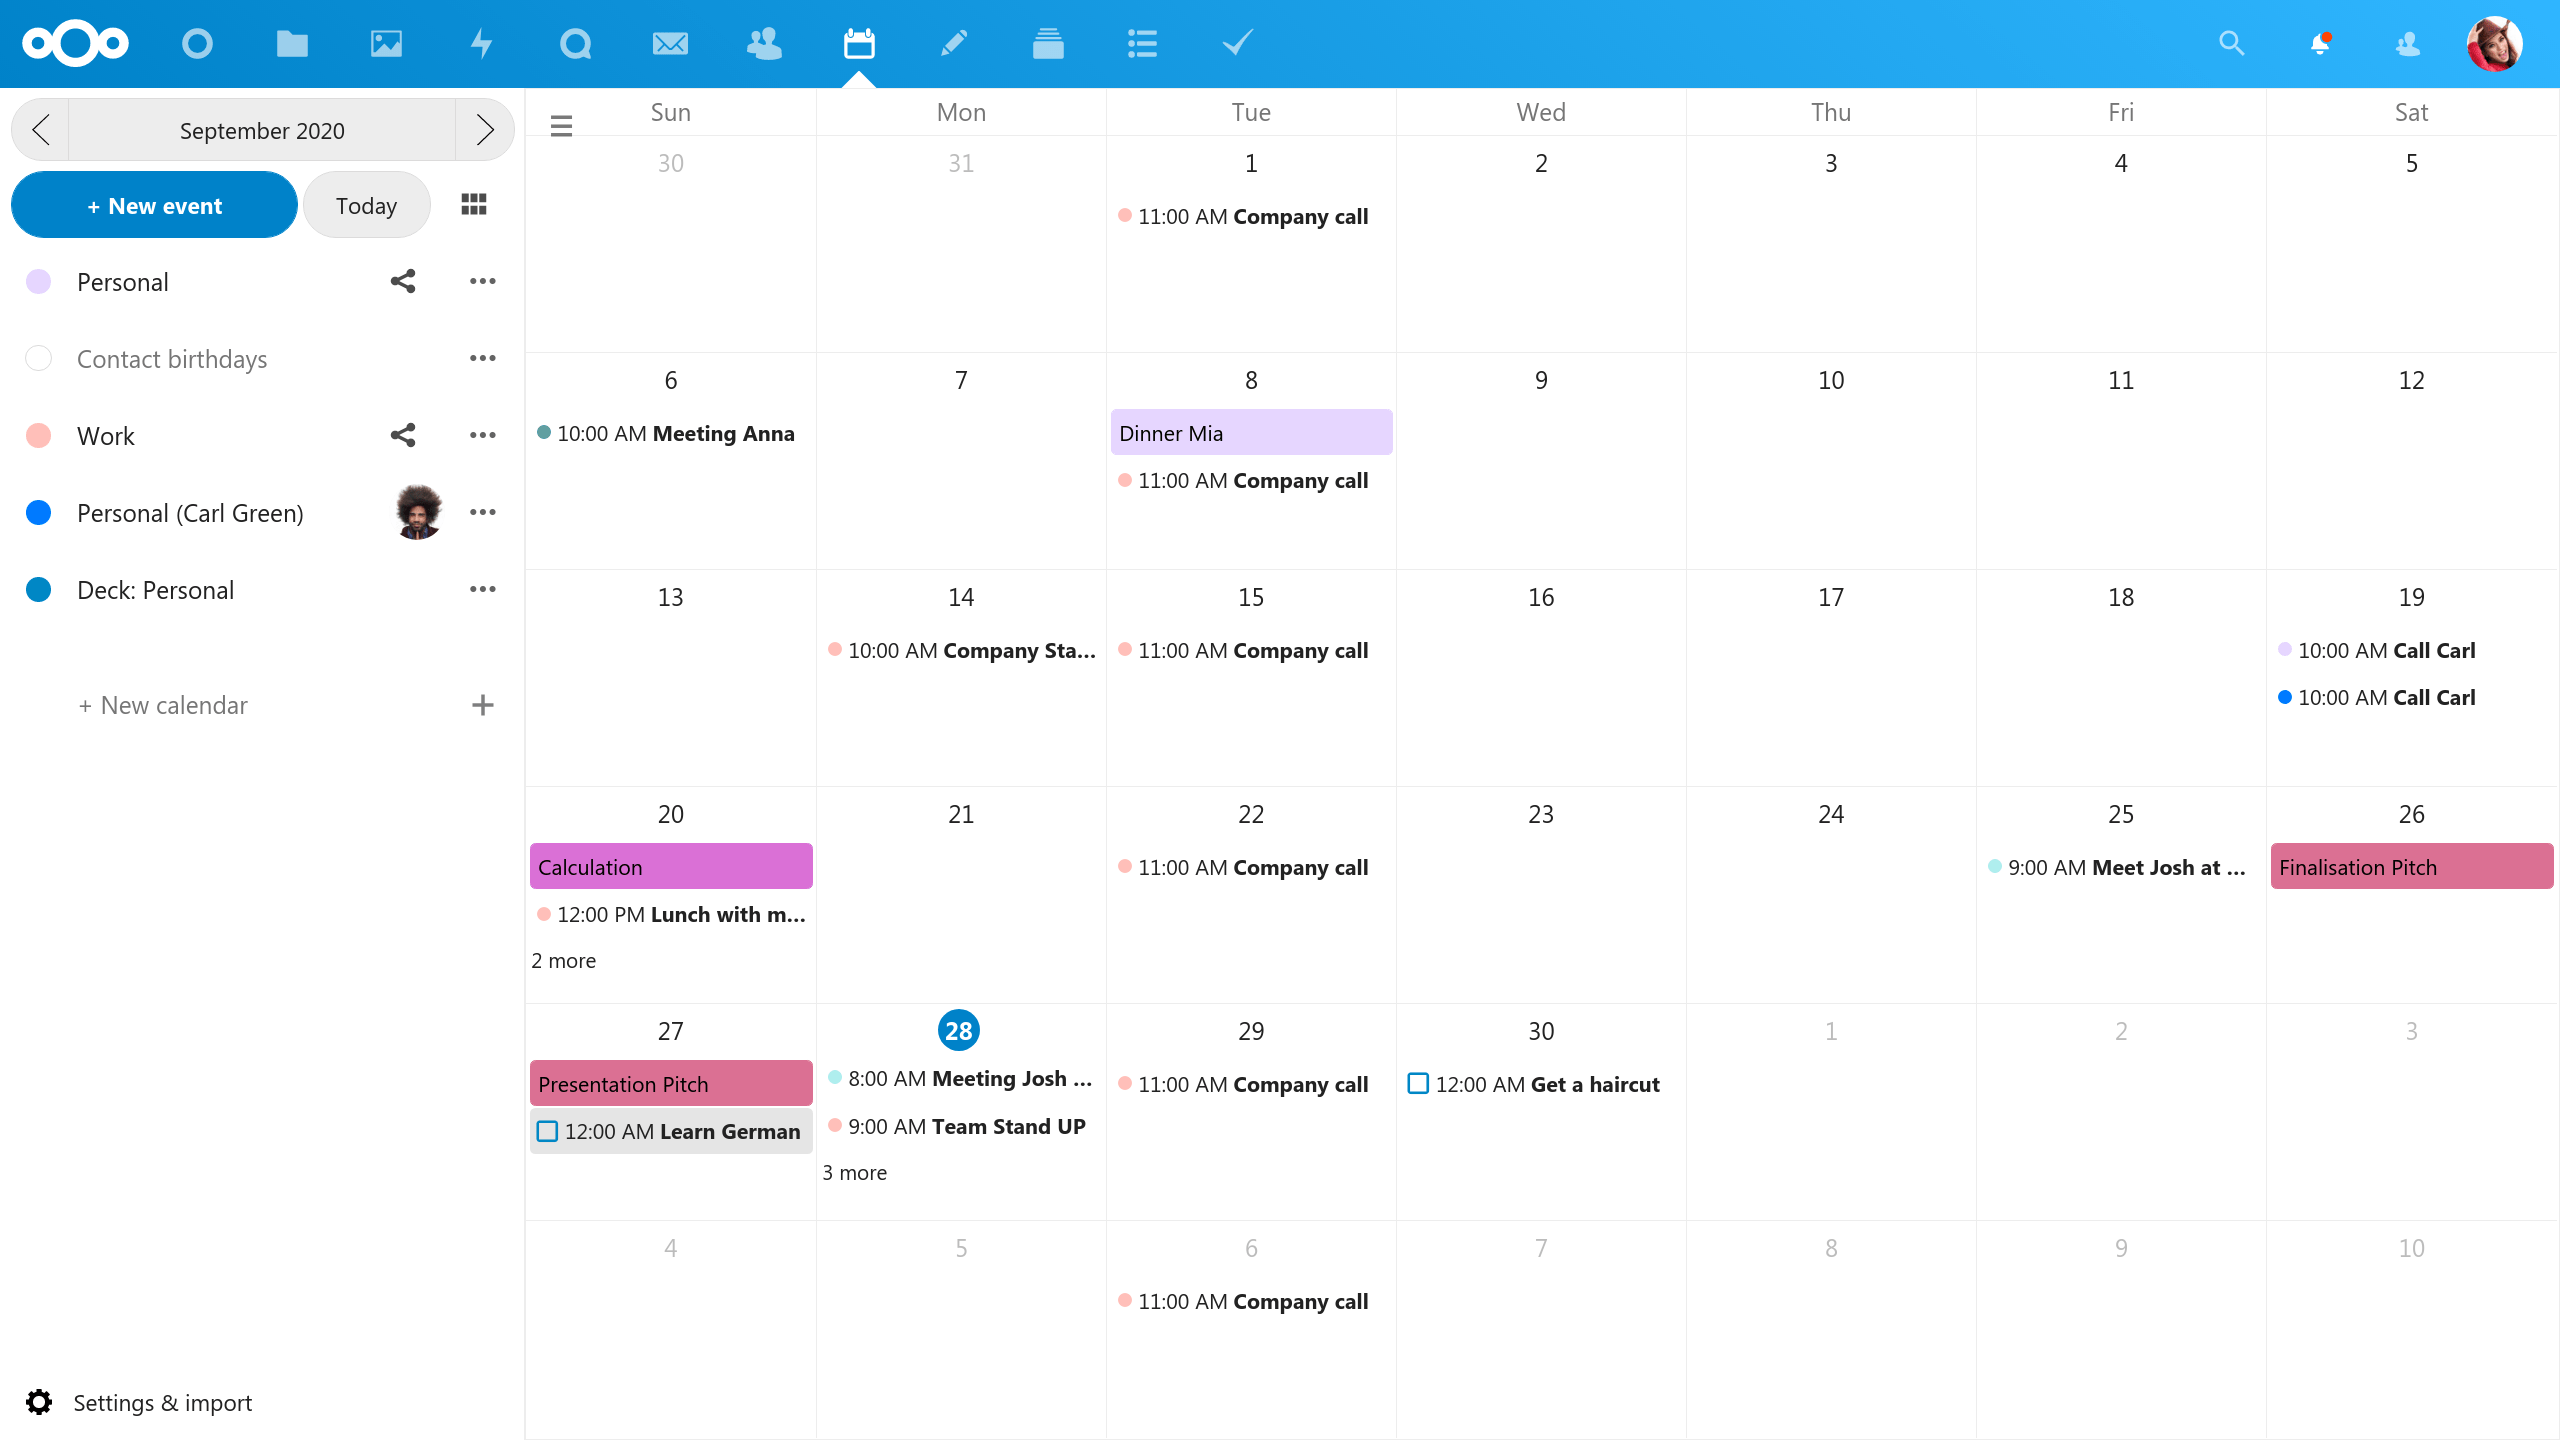 September 2020
+ New event
Today
Personal
Contact birthdays
Work
Personal (Carl Green)
Deck: Personal
+ New calendar
Settings & import
Sun Mon Tue Wed Thu Fri Sat
30 31 1 2 3 4 5
11:00 AM Company call
6 7 8 9 10 11 12
10:00 AM Meeting Anna
Dinner Mia
11:00 AM Company call
13 14 15 16 17 18 19
10:00 AM Company Sta...
11:00 AM Company call
10:00 AM Call Carl
10:00 AM Call Carl
20 21 22 23 24 25 26
Calculation
12:00 PM Lunch with m...
2 more
11:00 AM Company call
9:00 AM Meet Josh at ...
Finalisation Pitch
27 28 29 30 1 2 3
Presentation Pitch
12:00 AM Learn German
8:00 AM Meeting Josh ...
9:00 AM Team Stand UP
3 more
11:00 AM Company call
12:00 AM Get a haircut
4 5 6 7 8 9 10
11:00 AM Company call